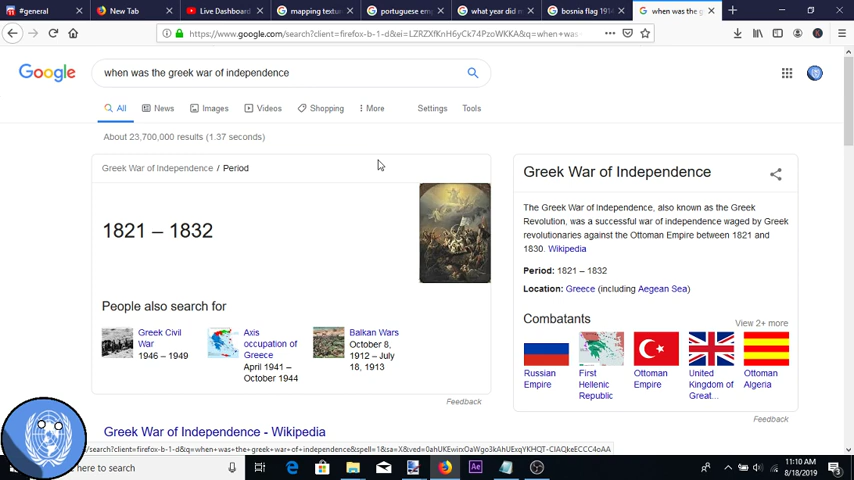 #general
New Tab
Live Dashboard
mapping textur
portuguese em
what year did m
bosnia flag 1914
when was the g
https://www.google.com/search?client=firefox-b-1-d&ei=
Google
when was the greek war of independence
All
News
Images
Videos
Shopping
More
Settings
Tools
About 23,700,000 results (1.37 seconds)
Greek War of Independence / Period
1821 – 1832
People also search for
Greek Civil
War
1946 – 1949
Axis
occupation of
Greece
April 1941 –
October 1944
Balkan Wars
October 8,
1912 – July
18, 1913
Feedback
Greek War of Independence - Wikipedia
Greek War of Independence
The Greek War of Independence, also known as the Greek
Revolution, was a successful war of independence waged by Greek
revolutionaries against the Ottoman Empire between 1821 and
1830. Wikipedia
Period: 1821 – 1832
Location: Greece (including Aegean Sea)
Combatants
View 2+ more
Russian
Empire
First
Hellenic
Republic
Ottoman
Empire
United
Kingdom of
Great...
Ottoman
Algeria
Feedback
here to search
Ae
11:10 AM
8/18/2019
3